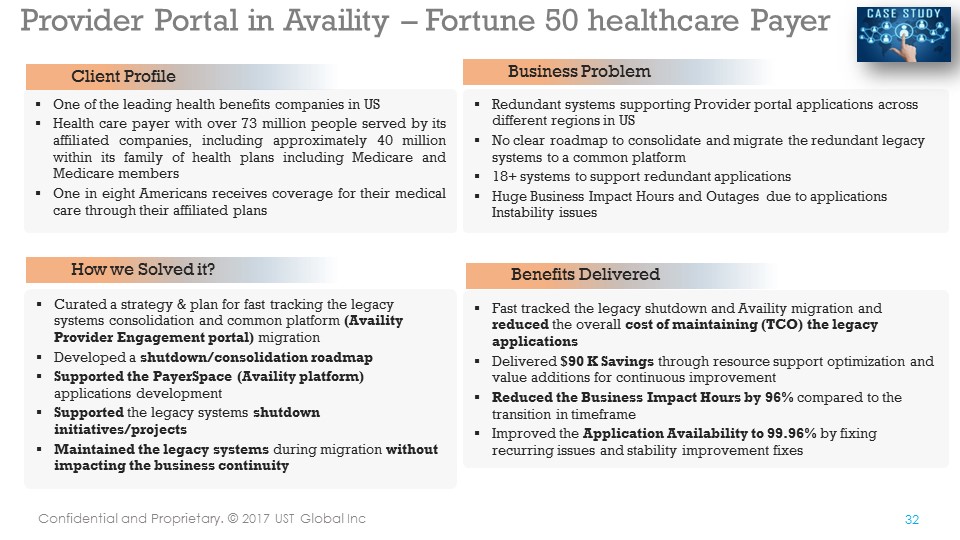 Provider Portal in Availity – Fortune 50 healthcare Payer
CASE STUDY
Client Profile
▪ One of the leading health benefits companies in US
▪ Health care payer with over 73 million people served by its
affiliated companies, including approximately 40 million
within its family of health plans including Medicare and
Medicare members
▪ One in eight Americans receives coverage for their medical
care through their affiliated plans
Business Problem
▪ Redundant systems supporting Provider portal applications across
different regions in US
▪ No clear roadmap to consolidate and migrate the redundant legacy
systems to a common platform
▪ 18+ systems to support redundant applications
▪ Huge Business Impact Hours and Outages due to applications
Instability issues
How we Solved it?
▪ Curated a strategy & plan for fast tracking the legacy
systems consolidation and common platform (Availity
Provider Engagement portal) migration
▪ Developed a shutdown/consolidation roadmap
▪ Supported the PayerSpace (Availity platform)
applications development
▪ Supported the legacy systems shutdown
initiatives/projects
▪ Maintained the legacy systems during migration without
impacting the business continuity
Benefits Delivered
▪ Fast tracked the legacy shutdown and Availity migration and
reduced the overall cost of maintaining (TCO) the legacy
applications
▪ Delivered $90 K Savings through resource support optimization and
value additions for continuous improvement
▪ Reduced the Business Impact Hours by 96% compared to the
transition in timeframe
▪ Improved the Application Availability to 99.96% by fixing
recurring issues and stability improvement fixes
Confidential and Proprietary. © 2017 UST Global Inc
32